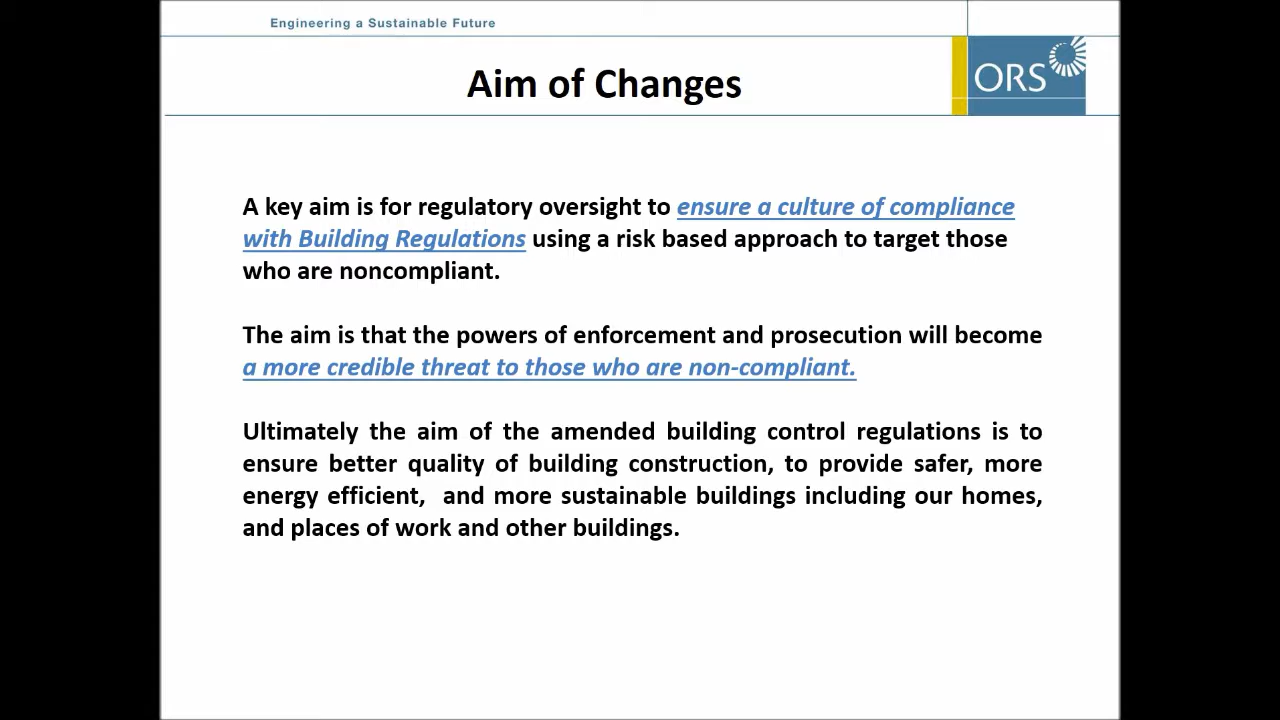 Engineering a Sustainable Future
Aim of Changes
ORS
A key aim is for regulatory oversight to ensure a culture of compliance
with Building Regulations using a risk based approach to target those
who are noncompliant.
The aim is that the powers of enforcement and prosecution will become
a more credible threat to those who are non-compliant.
Ultimately the aim of the amended building control regulations is to
ensure better quality of building construction, to provide safer, more
energy efficient,  and more sustainable buildings including our homes,
and places of work and other buildings.